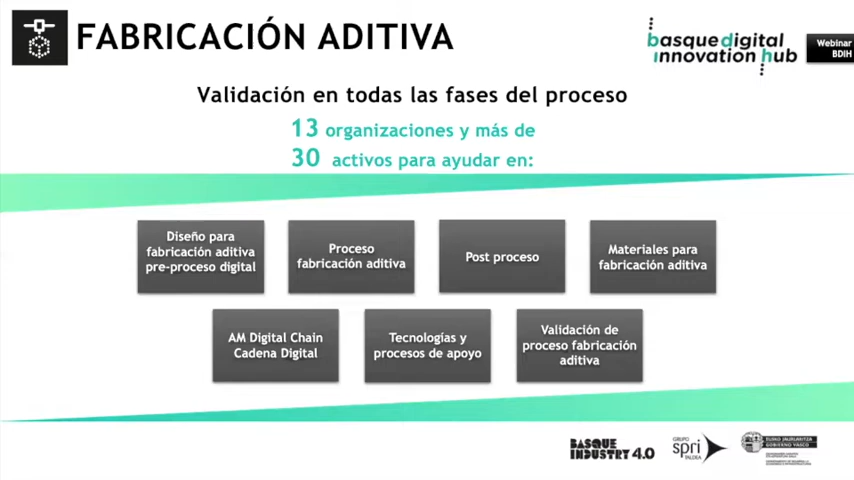 FABRICACIÓN ADITIVA
basque digital
innovation hub
Webinar
BDIH
Validación en todas las fases del proceso
13 organizaciones y más de
30 activos para ayudar en:
Diseño para
fabricación aditiva
pre-proceso digital
Proceso
fabricación aditiva
Post proceso
Materiales para
fabricación aditiva
AM Digital Chain
Cadena Digital
Tecnologías y
procesos de apoyo
Validación de
proceso fabricación
aditiva
BASQUE
INDUSTRY 4.0
GRUPO
spri
TALDEA
EUSKO JAURLARITZA
GOBIERNO VASCO